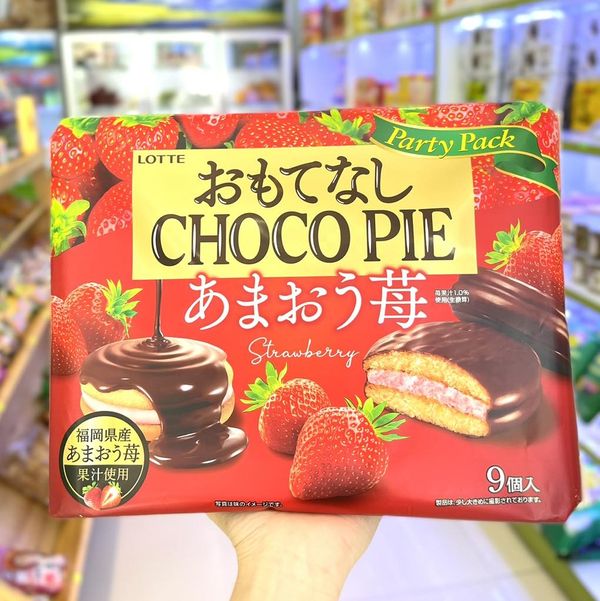 Party Pack
LOTTE
おもてなし
CHOCO PIE
あまおう苺
苺果汁1.0%
使用(生換算)
Strawberry
福岡県産
あまおう苺
果汁使用
9個入
写真は味のイメージです。
製品は、少し大きめに撮影されております。